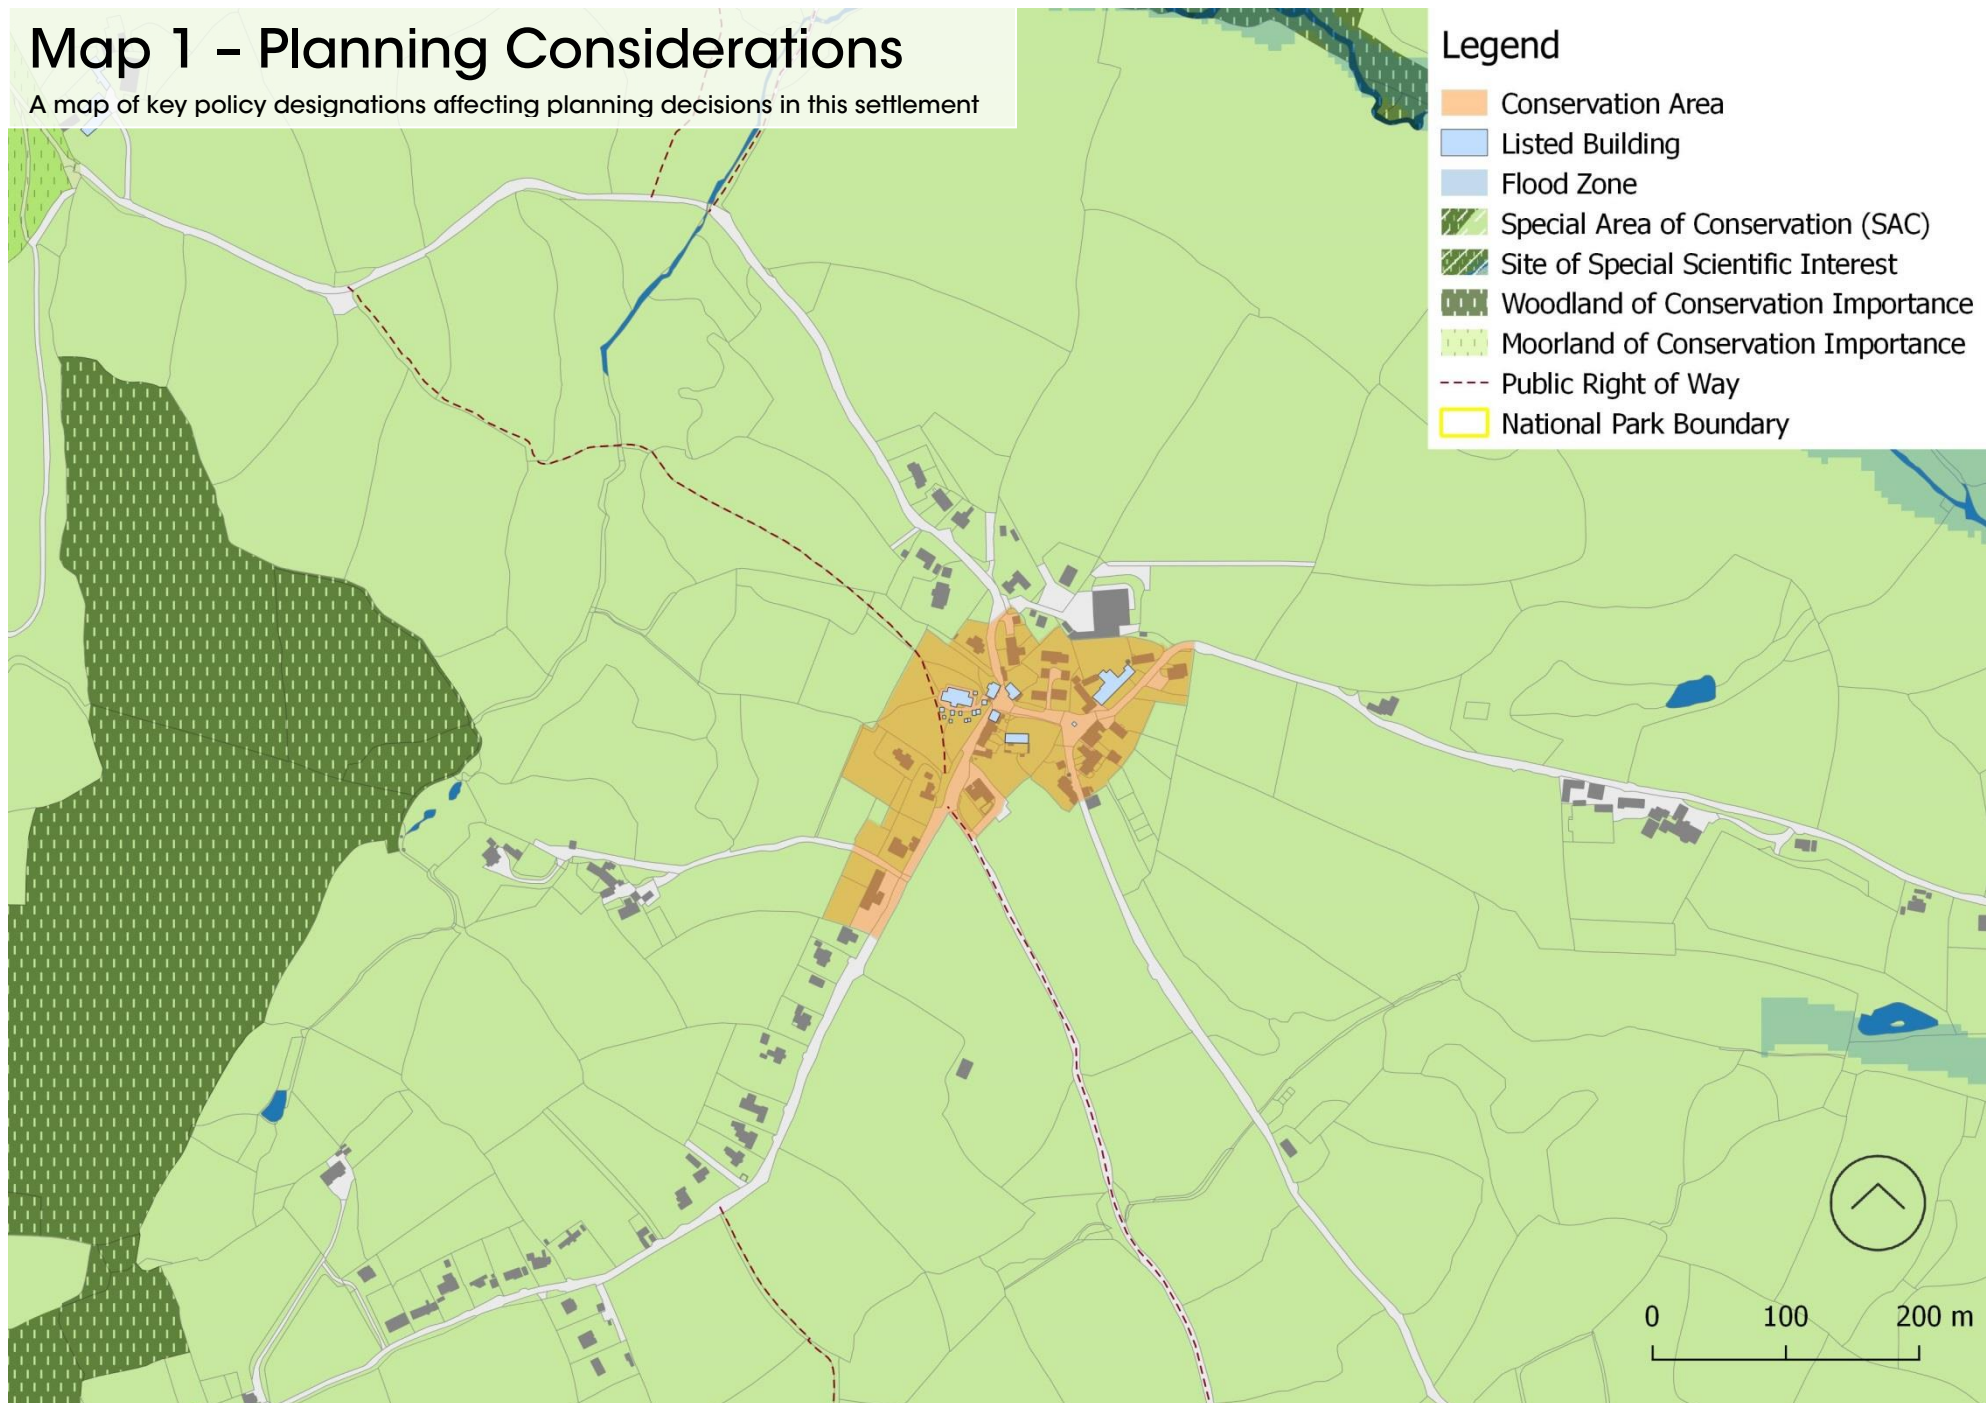 Map 1 – Planning Considerations
A map of key policy designations affecting planning decisions in this settlement
Legend
Conservation Area
Listed Building
Flood Zone
Special Area of Conservation (SAC)
Site of Special Scientific Interest
Woodland of Conservation Importance
Moorland of Conservation Importance
Public Right of Way
National Park Boundary
0 100 200 m